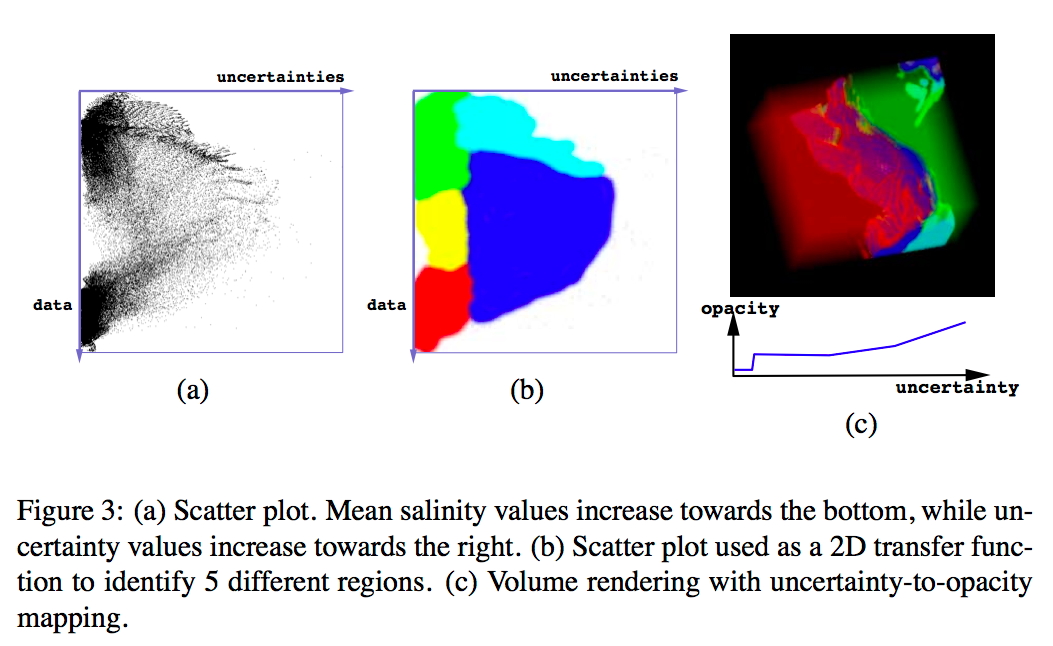 uncertainties
data
(a)
uncertainties
data
(b)
opacity
uncertainty
(c)
Figure 3: (a) Scatter plot. Mean salinity values increase towards the bottom, while un-
certainty values increase towards the right. (b) Scatter plot used as a 2D transfer func-
tion to identify 5 different regions. (c) Volume rendering with uncertainty-to-opacity
mapping.